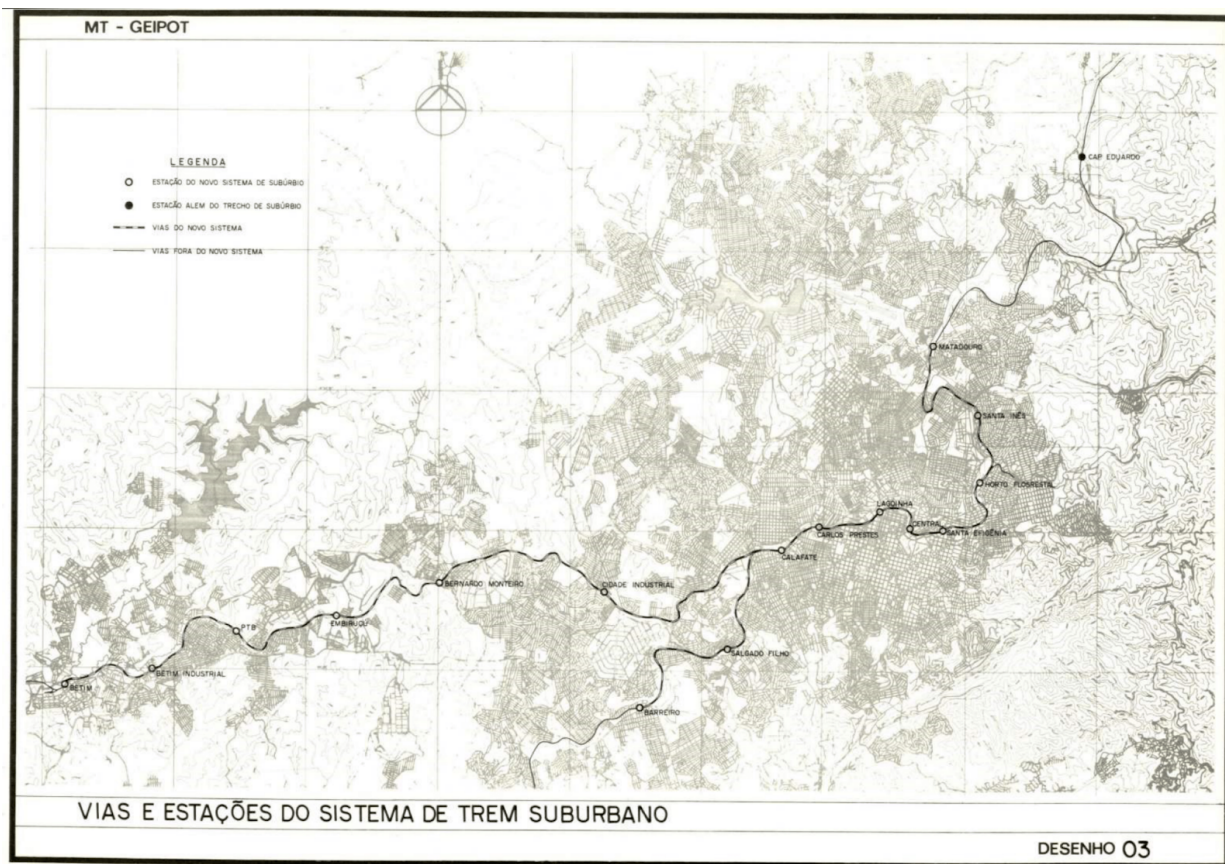 MT - GEIPOT
LEGENDA
ESTAÇÃO DO NOVO SISTEMA DE SUBÚRBIO
ESTAÇÃO ALEM DO TRECHO DE SUBÚRBIO
VIAS DO NOVO SISTEMA
VIAS FORA DO NOVO SISTEMA
CAP EDUARDO
MATADOURO
SANTA INÊS
HORTO FLORESTAL
LAGOINHA
CENTRAL
SANTA EFIGÊNIA
CARLOS PRESTES
CALAFATE
CIDADE INDUSTRIAL
BERNARDO MONTEIRO
EMBIRUÇU
PTB
SALGADO FILHO
BETIM INDUSTRIAL
BETIM
BARREIRO
VIAS E ESTAÇÕES DO SISTEMA DE TREM SUBURBANO
DESENHO 03